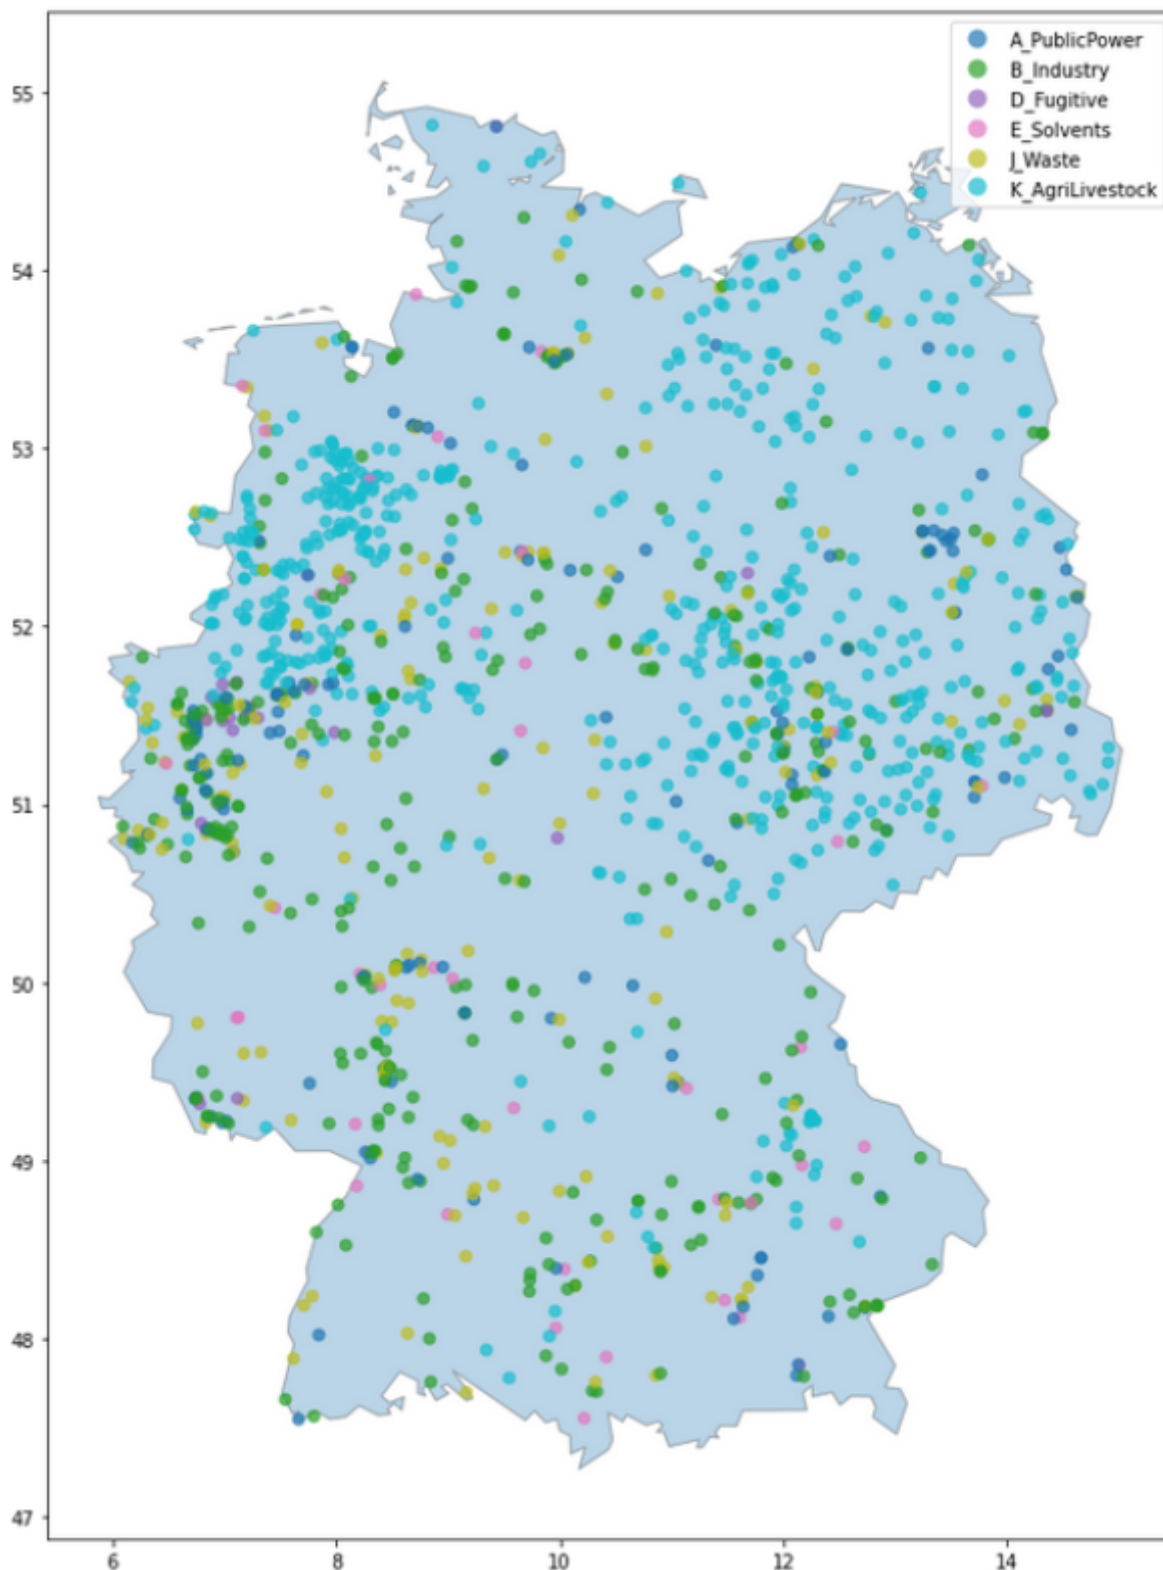 A_PublicPower
B_Industry
D_Fugitive
E_Solvents
J_Waste
K_AgriLivestock
55
54
53
52
51
50
49
48
47
6 8 10 12 14